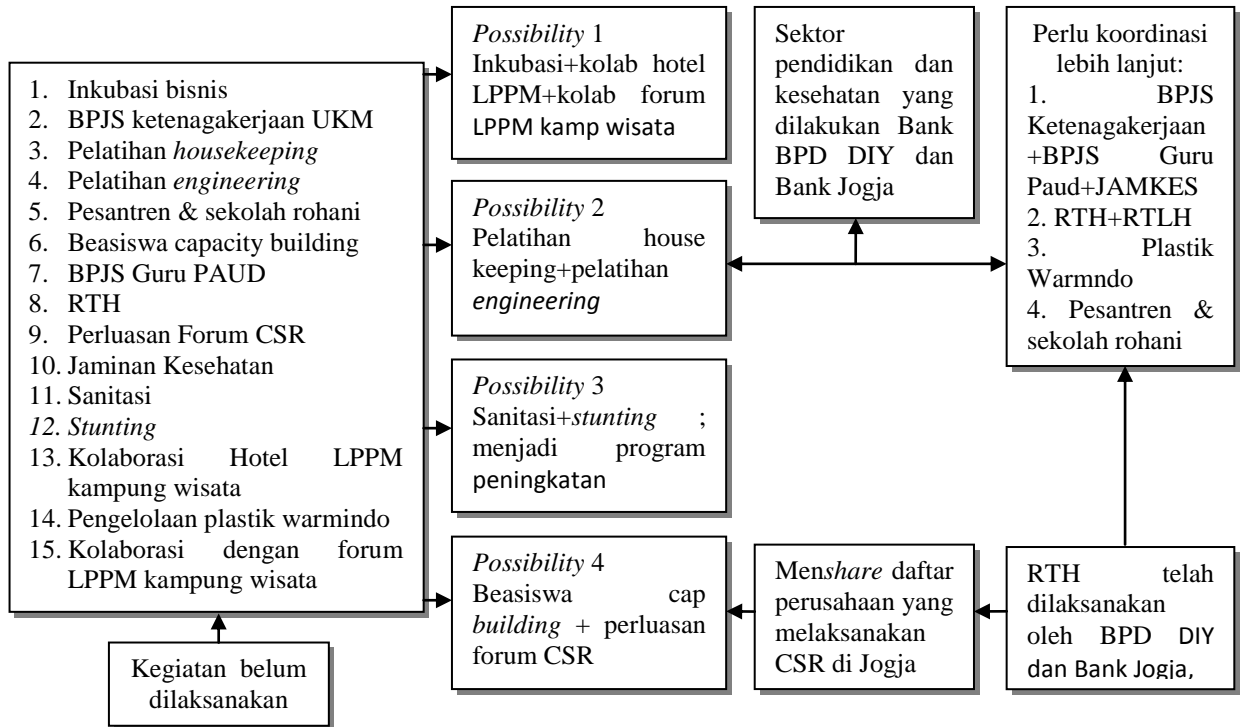 1. Inkubasi bisnis
2. BPJS ketenagakerjaan UKM
3. Pelatihan housekeeping
4. Pelatihan engineering
5. Pesantren & sekolah rohani
6. Beasiswa capacity building
7. BPJS Guru PAUD
8. RTH
9. Perluasan Forum CSR
10. Jaminan Kesehatan
11. Sanitasi
12. Stunting
13. Kolaborasi Hotel LPPM
kampung wisata
14. Pengelolaan plastik warmindo
15. Kolaborasi dengan forum
LPPM kampung wisata
Kegiatan belum
dilaksanakan
Possibility 1
Inkubasi+kolab hotel
LPPM+kolab forum
LPPM kamp wisata
Possibility 2
Pelatihan house
keeping+pelatihan
engineering
Possibility 3
Sanitasi+stunting ;
menjadi program
peningkatan
Possibility 4
Beasiswa cap
building + perluasan
forum CSR
Sektor
pendidikan dan
kesehatan yang
dilakukan Bank
BPD DIY dan
Bank Jogja
Menshare daftar
perusahaan yang
melaksanakan
CSR di Jogja
Perlu koordinasi
lebih lanjut:
1. BPJS
Ketenagakerjaan
+BPJS Guru
Paud+JAMKES
2. RTH+RTLH
3. Plastik
Warmndo
4. Pesantren &
sekolah rohani
RTH telah
dilaksanakan
oleh BPD DIY
dan Bank Jogja,